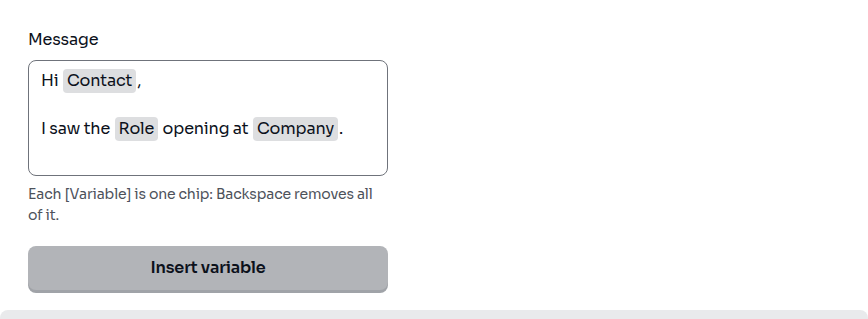 Message
Hi Contact,
I saw the Role opening at Company.
Each [Variable] is one chip: Backspace removes all
of it.
Insert variable